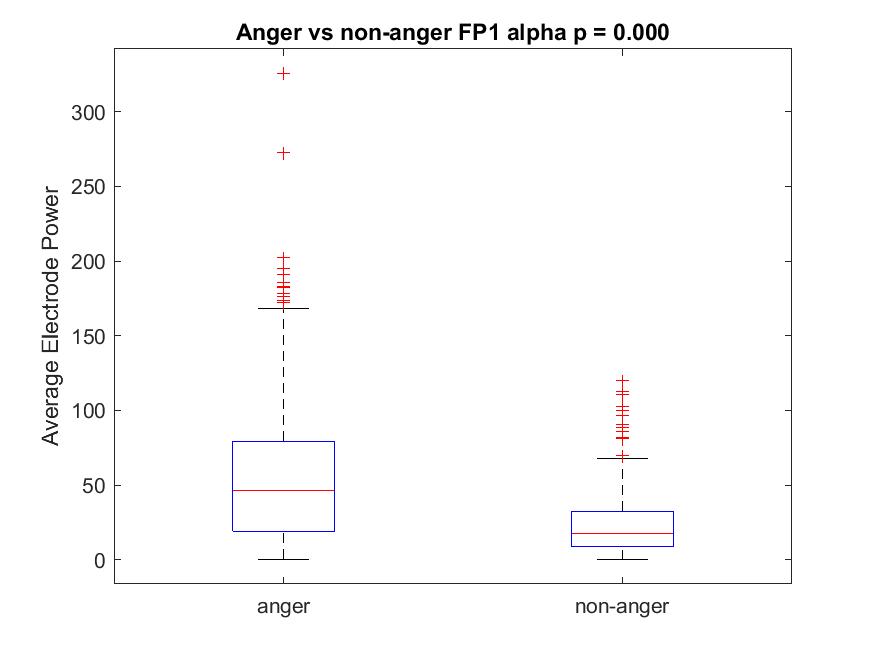 Anger vs non-anger FP1 alpha p = 0.000
Average Electrode Power
300
250
200
150
100
50
0
anger
non-anger